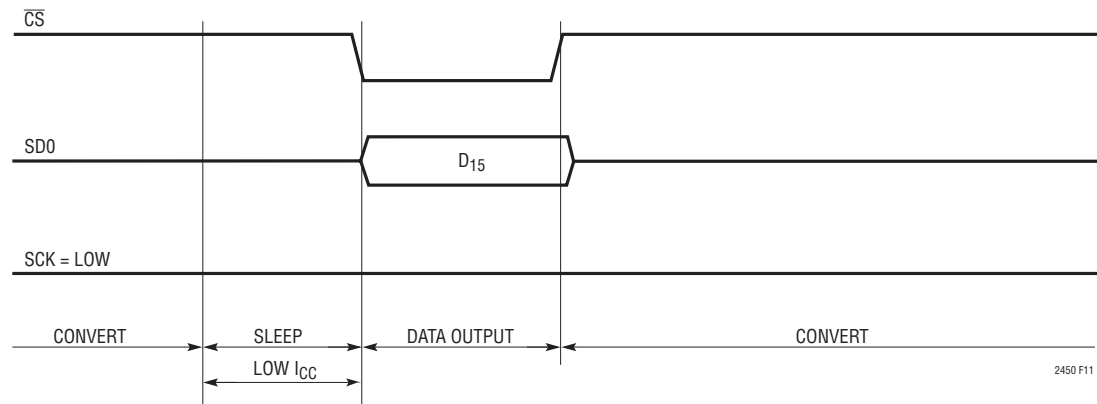 CS
SD0
D15
SCK = LOW
CONVERT SLEEP DATA OUTPUT CONVERT
LOW ICC
2450 F11